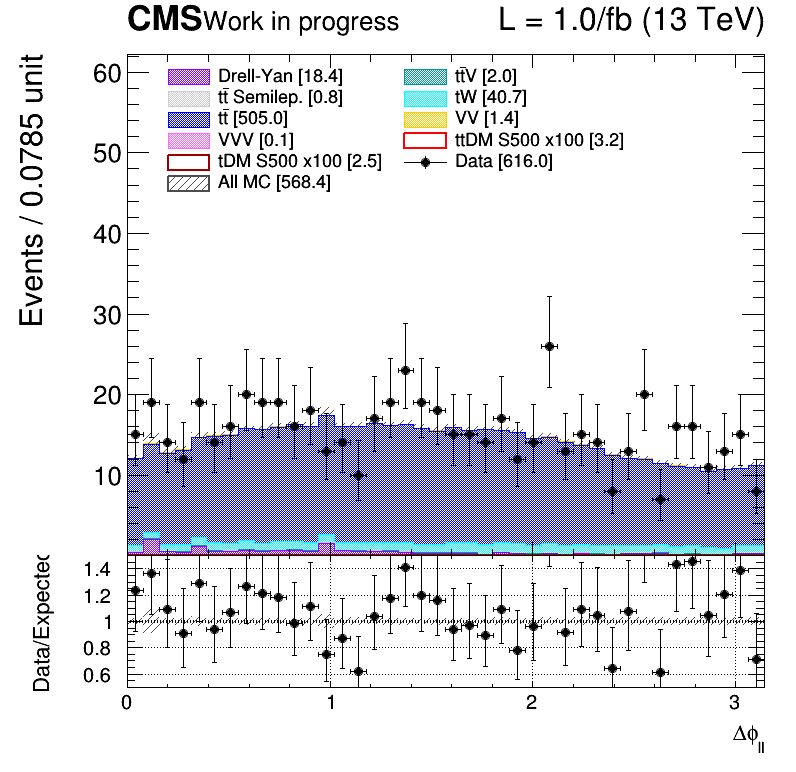 CMS Work in progress L = 1.0/fb (13 TeV)
Events / 0.0785 unit
60
50
40
30
20
10
Drell-Yan [18.4] tt̄V [2.0]
tt̄ Semilep. [0.8] tW [40.7]
tt̄ [505.0] VV [1.4]
VVV [0.1] ttDM S500 x100 [3.2]
tDM S500 x100 [2.5] Data [616.0]
All MC [568.4]
Data/Expected
1.4
1.2
1
0.8
0.6
0 1 2 3
Δϕll